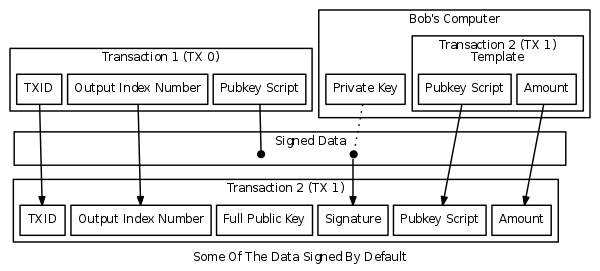 Bob's Computer
Transaction 1 (TX 0)
Transaction 2 (TX 1)
Template
TXID
Output Index Number
Pubkey Script
Private Key
Pubkey Script
Amount
Signed Data
Transaction 2 (TX 1)
TXID
Output Index Number
Full Public Key
Signature
Pubkey Script
Amount
Some Of The Data Signed By Default